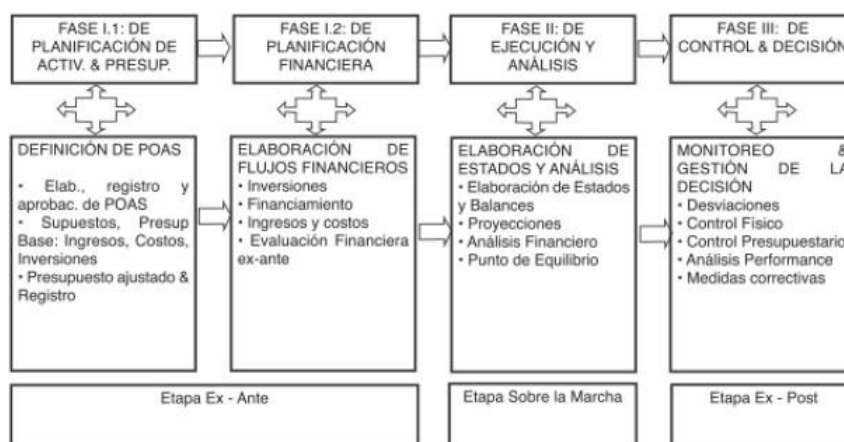 FASE I.1: DE
PLANIFICACIÓN DE
ACTIV. & PRESUP.
FASE I.2: DE
PLANIFICACIÓN
FINANCIERA
FASE II: DE
EJECUCIÓN Y
ANÁLISIS
FASE III: DE
CONTROL & DECISIÓN
DEFINICIÓN DE POAS
• Elab., registro y
aprobac. de POAS
• Supuestos, Presup
Base: Ingresos, Costos,
Inversiones
• Presupuesto ajustado &
Registro
ELABORACIÓN DE
FLUJOS FINANCIEROS
• Inversiones
• Financiamiento
• Ingresos y costos
• Evaluación Financiera
ex-ante
ELABORACIÓN DE
ESTADOS Y ANÁLISIS
• Elaboración de Estados
y Balances
• Proyecciones
• Análisis Financiero
• Punto de Equilibrio
MONITOREO &
GESTIÓN DE LA
DECISIÓN
• Desviaciones
• Control Físico
• Control Presupuestario
• Análisis Performance
• Medidas correctivas
Etapa Ex - Ante
Etapa Sobre la Marcha
Etapa Ex - Post